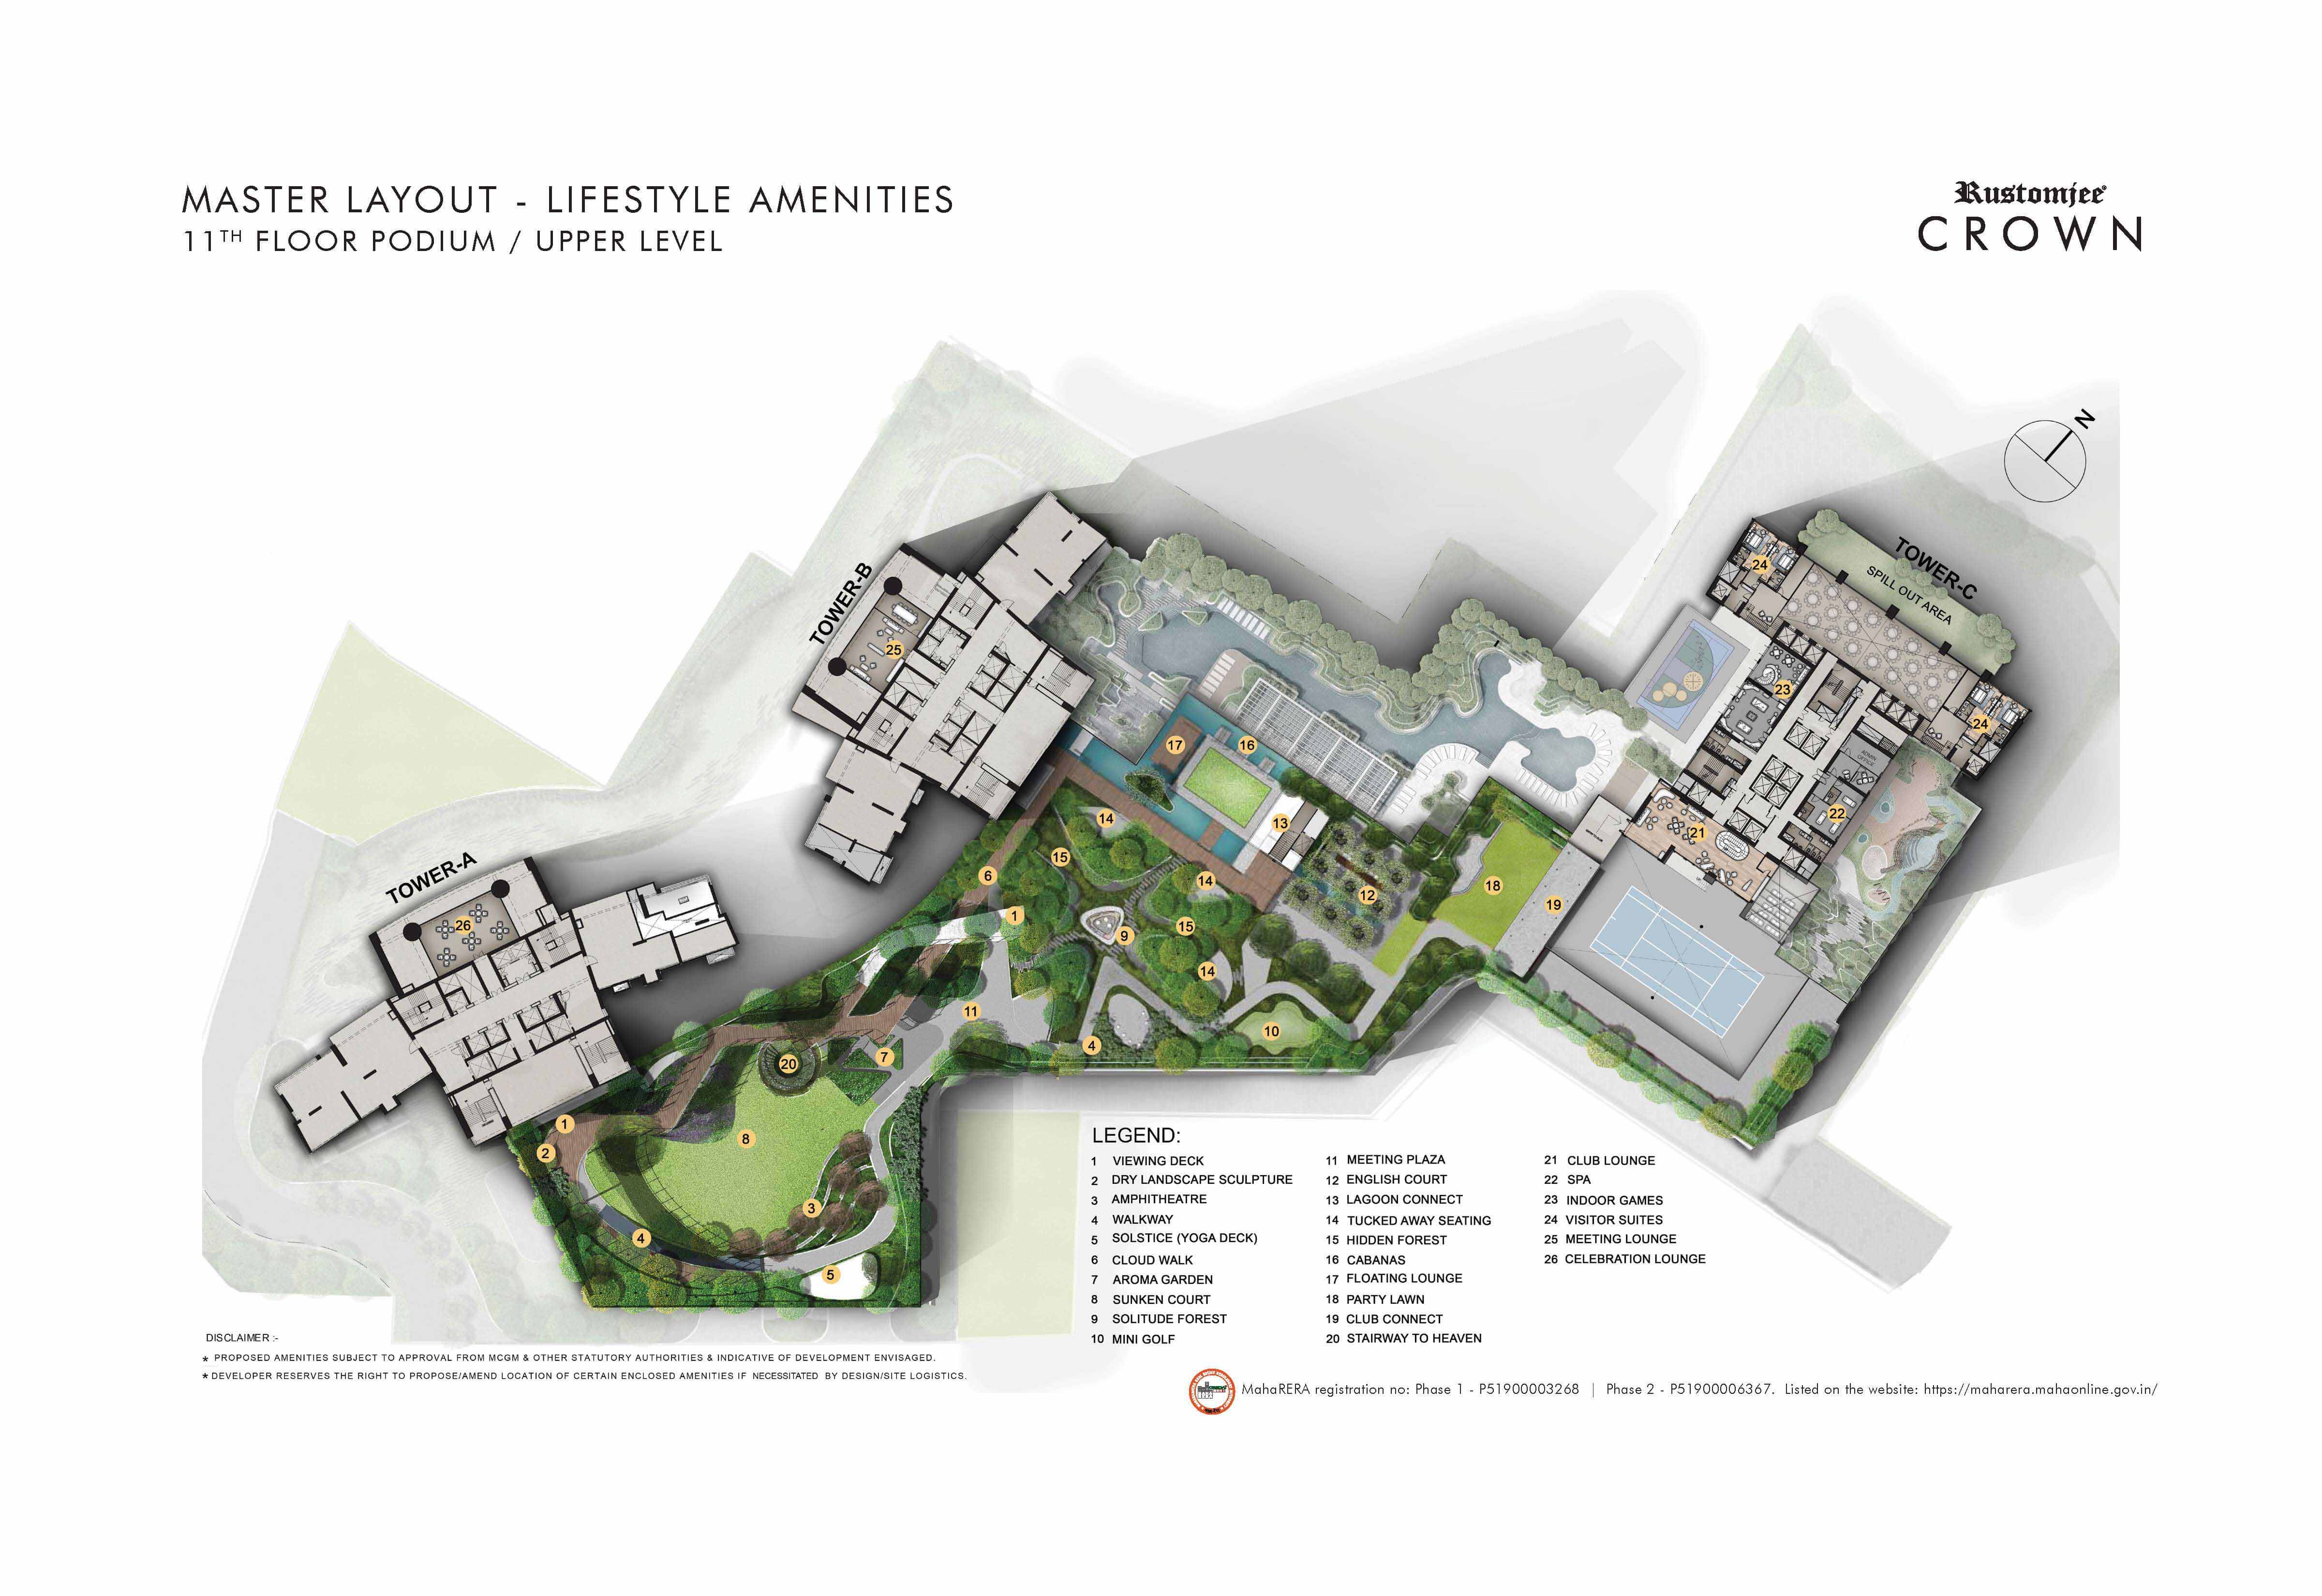 MASTER LAYOUT - LIFESTYLE AMENITIES
11TH FLOOR PODIUM / UPPER LEVEL
Rustomjee®
CROWN
N
TOWER-C
SPILL OUT AREA
24
24
23
22
21
TOWER-B
25
17
16
13
14
15
6
14
12
18
19
1
9
15
14
11
10
4
7
20
TOWER-A
26
1
2
8
3
4
5
LEGEND:
1 VIEWING DECK
2 DRY LANDSCAPE SCULPTURE
3 AMPHITHEATRE
4 WALKWAY
5 SOLSTICE (YOGA DECK)
6 CLOUD WALK
7 AROMA GARDEN
8 SUNKEN COURT
9 SOLITUDE FOREST
10 MINI GOLF
11 MEETING PLAZA
12 ENGLISH COURT
13 LAGOON CONNECT
14 TUCKED AWAY SEATING
15 HIDDEN FOREST
16 CABANAS
17 FLOATING LOUNGE
18 PARTY LAWN
19 CLUB CONNECT
20 STAIRWAY TO HEAVEN
21 CLUB LOUNGE
22 SPA
23 INDOOR GAMES
24 VISITOR SUITES
25 MEETING LOUNGE
26 CELEBRATION LOUNGE
DISCLAIMER :-
* PROPOSED AMENITIES SUBJECT TO APPROVAL FROM MCGM & OTHER STATUTORY AUTHORITIES & INDICATIVE OF DEVELOPMENT ENVISAGED.
* DEVELOPER RESERVES THE RIGHT TO PROPOSE/AMEND LOCATION OF CERTAIN ENCLOSED AMENITIES IF NECESSITATED BY DESIGN/SITE LOGISTICS.
MahaRERA registration no: Phase 1 - P51900003268 | Phase 2 - P51900006367. Listed on the website: https://maharera.mahaonline.gov.in/